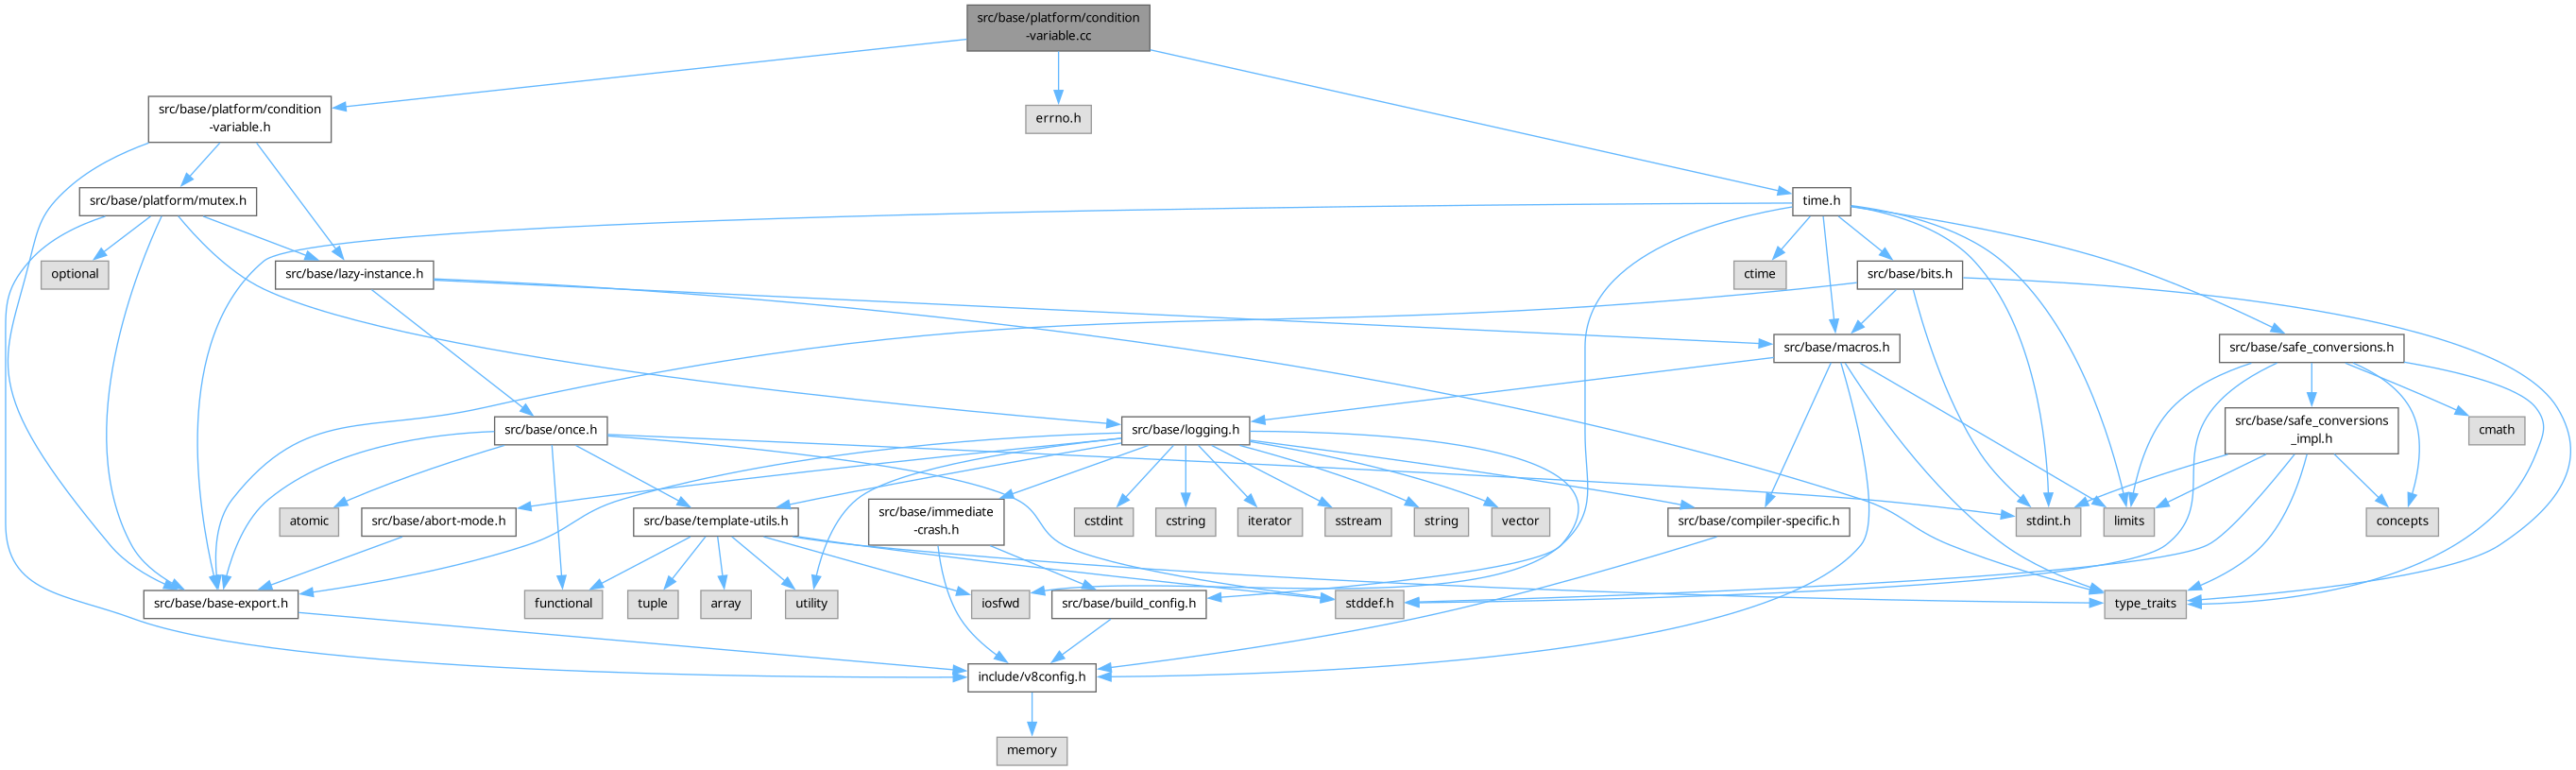 src/base/platform/condition
-variable.cc
src/base/platform/condition
-variable.h
errno.h
src/base/platform/mutex.h
time.h
optional
src/base/lazy-instance.h
ctime
src/base/bits.h
src/base/macros.h
src/base/safe_conversions.h
src/base/once.h
src/base/logging.h
src/base/safe_conversions
_impl.h
cmath
atomic
src/base/abort-mode.h
src/base/template-utils.h
src/base/immediate
-crash.h
cstdint
cstring
iterator
sstream
string
vector
src/base/compiler-specific.h
stdint.h
limits
concepts
src/base/base-export.h
functional
tuple
array
utility
iosfwd
src/base/build_config.h
stddef.h
type_traits
include/v8config.h
memory